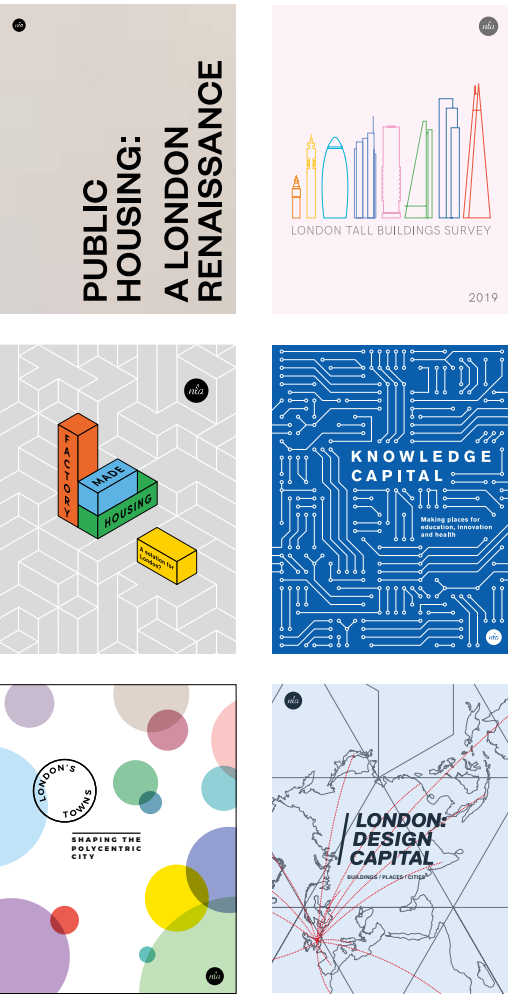 nla
PUBLIC
HOUSING:
A LONDON
RENAISSANCE
nla
LONDON TALL BUILDINGS SURVEY
2019
nla
FACTORY
MADE
HOUSING
A solution for
London?
KNOWLEDGE
CAPITAL
Making places for
education, innovation
and health
nla
LONDON'S
TOWNS
SHAPING THE
POLYCENTRIC
CITY
nla
nla
LONDON:
DESIGN
CAPITAL
BUILDINGS / PLACES / CITIES